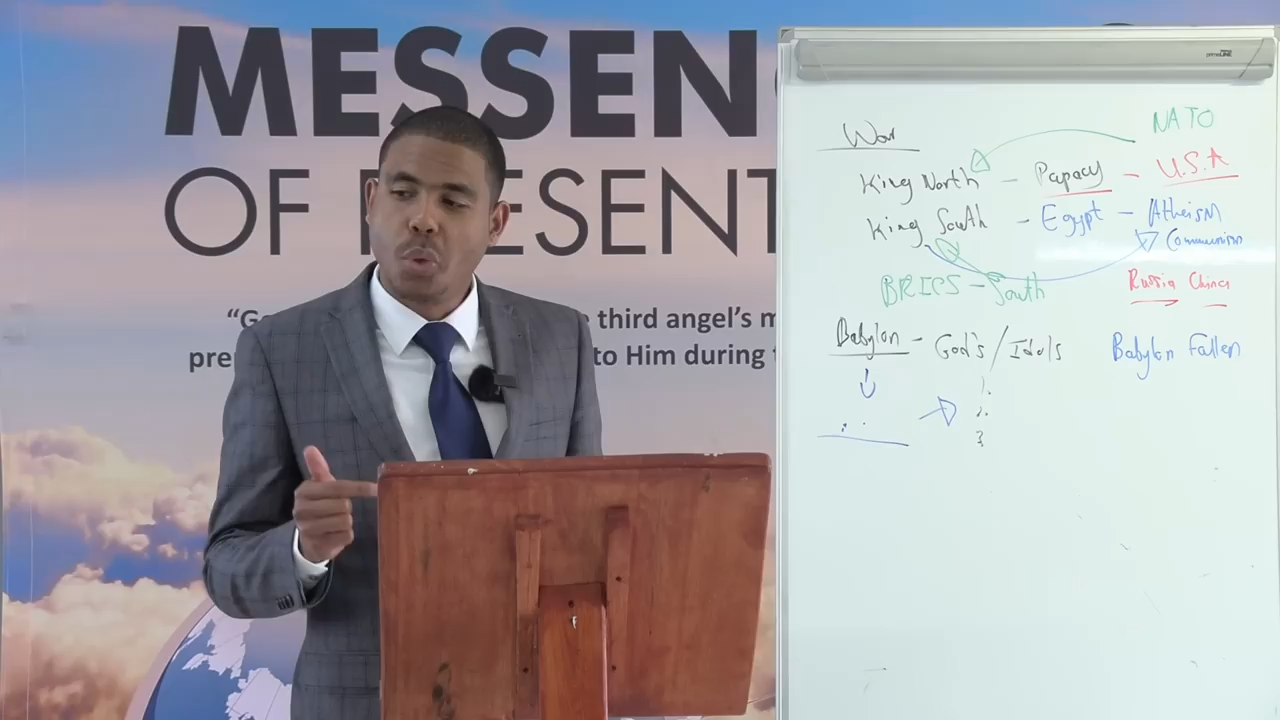 MESSEN
OF PRESENT
"G third angel's m
pre to Him during
War
NATO
King North - Papacy - U.S.A
King South - Egypt - Atheism
Communism
BRICS - South
Russia China
Babylon - God's / Idols
Babylon Fallen
1.
2.
3